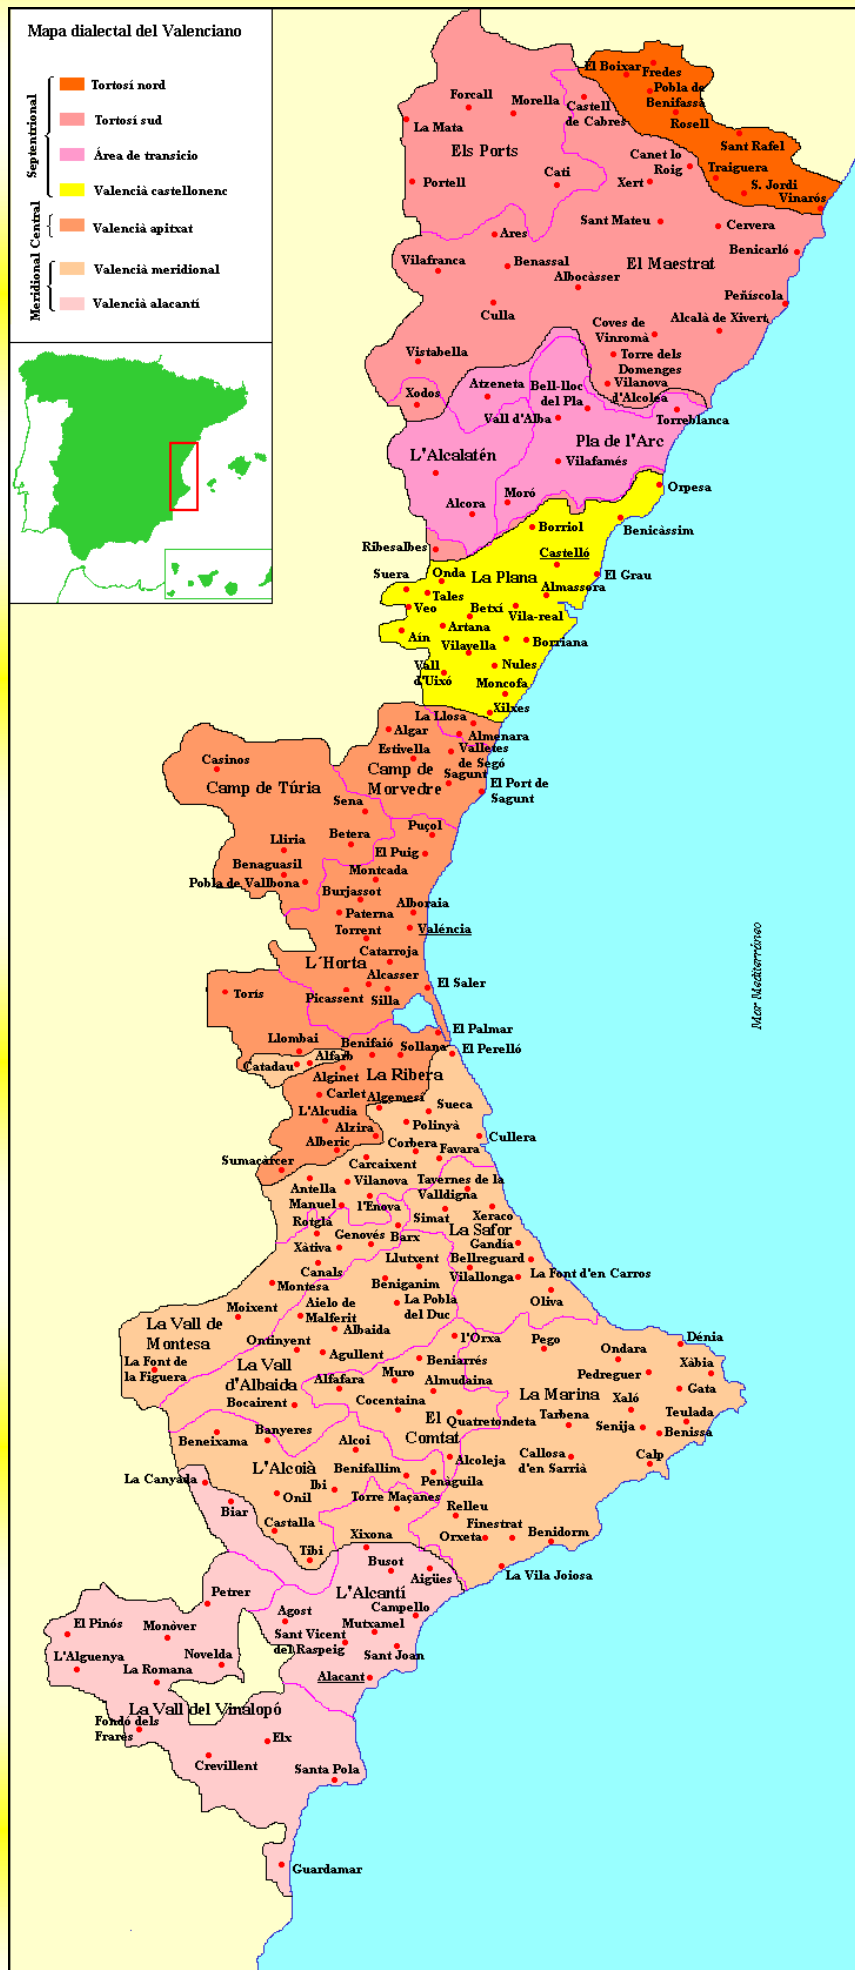 Mapa dialectal del Valenciano
Septentrional
Tortosí nord
Tortosí sud
Área de transicio
Valencià castellonenc
Central
Valencià apitxat
Meridional
Valencià meridional
Valencià alacantí
El Boixar
Fredes
Pobla de
Benifassà
Rosell
Forcall
Morella
Castell
de Cabres
La Mata
Els Ports
Sant Rafel
Canet lo
Roig
Traiguera
Portell
Cati
Xert
S. Jordi
Vinarós
Sant Mateu
Cervera
Ares
Benicarló
Vilafranca
Benassal
El Maestrat
Albocàsser
Peñíscola
Culla
Coves de
Vinromà
Alcalà de Xivert
Vistabella
Torre dels
Domenges
Vilanova
d'Alcolea
Xodos
Atzeneta
Bell-lloc
del Pla
Vall d'Alba
Torreblanca
L'Alcalatén
Pla de l'Arc
Vilafamés
Orpesa
Alcora
Moró
Borriol
Benicàssim
Ribesalbes
Castelló
Suera
Onda
La Plana
El Grau
Tales
Almassora
Veo
Betxí
Vila-real
Aín
Artana
Borriana
Vilavella
Vall
d'Uixó
Nules
Moncofa
Xilxes
La Llosa
Algar
Almenara
Estivella
Valletes
de Segó
Casinos
Camp de
Morvedre
Sagunt
El Port de
Sagunt
Camp de Túria
Sena
Puçol
Betera
Lliria
El Puig
Benaguasil
Montcada
Pobla de Vallbona
Burjassot
Paterna
Alboraia
Torrent
Valéncia
Catarroja
L´Horta
Alcasser
El Saler
Torís
Picassent
Silla
El Palmar
Llombai
Benifaió
Sollana
El Perelló
Alfarb
Catadau
Alginet
La Ribera
Carlet
Algemesí
Sueca
L'Alcudia
Polinyà
Alzira
Cullera
Alberic
Corbera
Favara
Sumacàrcer
Carcaixent
Antella
Vilanova
Tavernes de la
Valldigna
Manuel
l'Enova
Xeraco
Rotglà
Simat
La Safor
Genovés
Barx
Gandía
Xàtiva
Llutxent
Bellreguard
Canals
Vilallonga
La Font d'en Carros
Montesa
Beniganim
Oliva
La Pobla
del Duc
Moixent
Aielo de
Malferit
La Vall de
Montesa
Albaida
Ontinyent
l'Orxa
Pego
Dénia
Agullent
Ondara
La Font de
la Figuera
La Vall
d'Albaida
Beniarrés
Xàbia
Muro
Pedreguer
Alfafara
Almudaina
La Marina
Gata
Bocairent
Cocentaina
Xaló
El
Comtat
Quatretondeta
Tarbena
Teulada
Senija
Benissa
Banyeres
Beneixama
Alcoi
Alcoleja
Callosa
d'en Sarrià
Calp
L'Alcoià
Benifallim
Penàguila
La Canyada
Ibi
Onil
Torre Maçanes
Biar
Relleu
Castalla
Finestrat
Orxeta
Benidorm
Xixona
Tibi
Busot
La Vila Joiosa
Aigües
Petrer
L'Alcantí
Agost
Campello
El Pinós
Monòver
Mutxamel
Sant Vicent
del Raspeig
Sant Joan
L'Alguenya
Novelda
La Romana
Alacant
La Vall del Vinalopó
Fondó dels
Frares
Elx
Crevillent
Santa Pola
Guardamar
Mar Mediterráneo